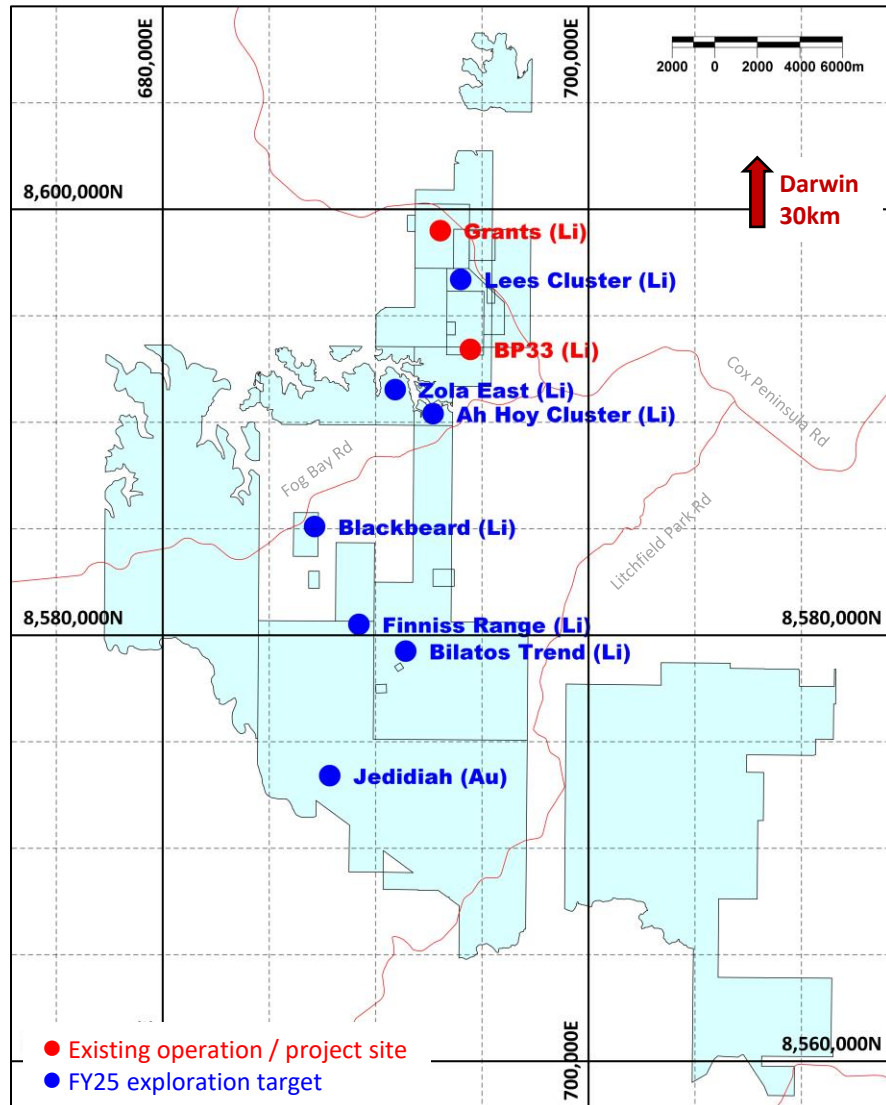 680,000E
700,000E
2000 0 2000 4000 6000m
8,600,000N
Darwin
30km
Grants (Li)
Lees Cluster (Li)
BP33 (Li)
Zola East (Li)
Ah Hoy Cluster (Li)
Cox Peninsula Rd
Fog Bay Rd
Litchfield Park Rd
Blackbeard (Li)
Finniss Range (Li)
8,580,000N
8,580,000N
Bilatos Trend (Li)
Jedidiah (Au)
700,000E
8,560,000N
Existing operation / project site
FY25 exploration target